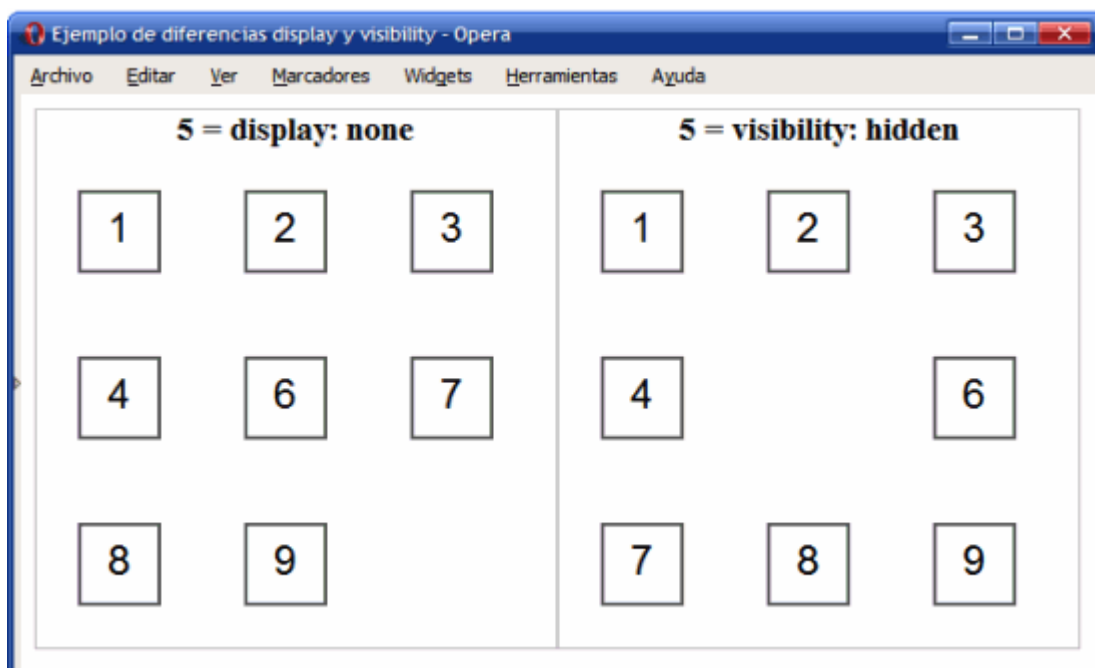 Ejemplo de diferencias display y visibility - Opera
Archivo Editar Ver Marcadores Widgets Herramientas Ayuda
5 = display: none
1 2 3
4 6 7
8 9
5 = visibility: hidden
1 2 3
4 6
7 8 9